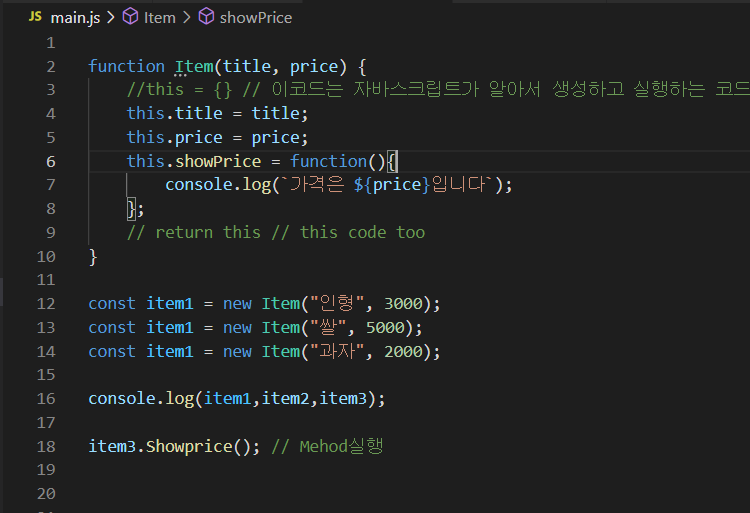 JS main.js > Item > showPrice
1
2 function Item(title, price) {
3 //this = {} // 이코드는 자바스크립트가 알아서 생성하고 실행하는 코드
4 this.title = title;
5 this.price = price;
6 this.showPrice = function(){
7 console.log(`가격은 ${price}입니다`);
8 };
9 // return this // this code too
10 }
11
12 const item1 = new Item("인형", 3000);
13 const item1 = new Item("쌀", 5000);
14 const item1 = new Item("과자", 2000);
15
16 console.log(item1,item2,item3);
17
18 item3.Showprice(); // Mehod실행
19
20